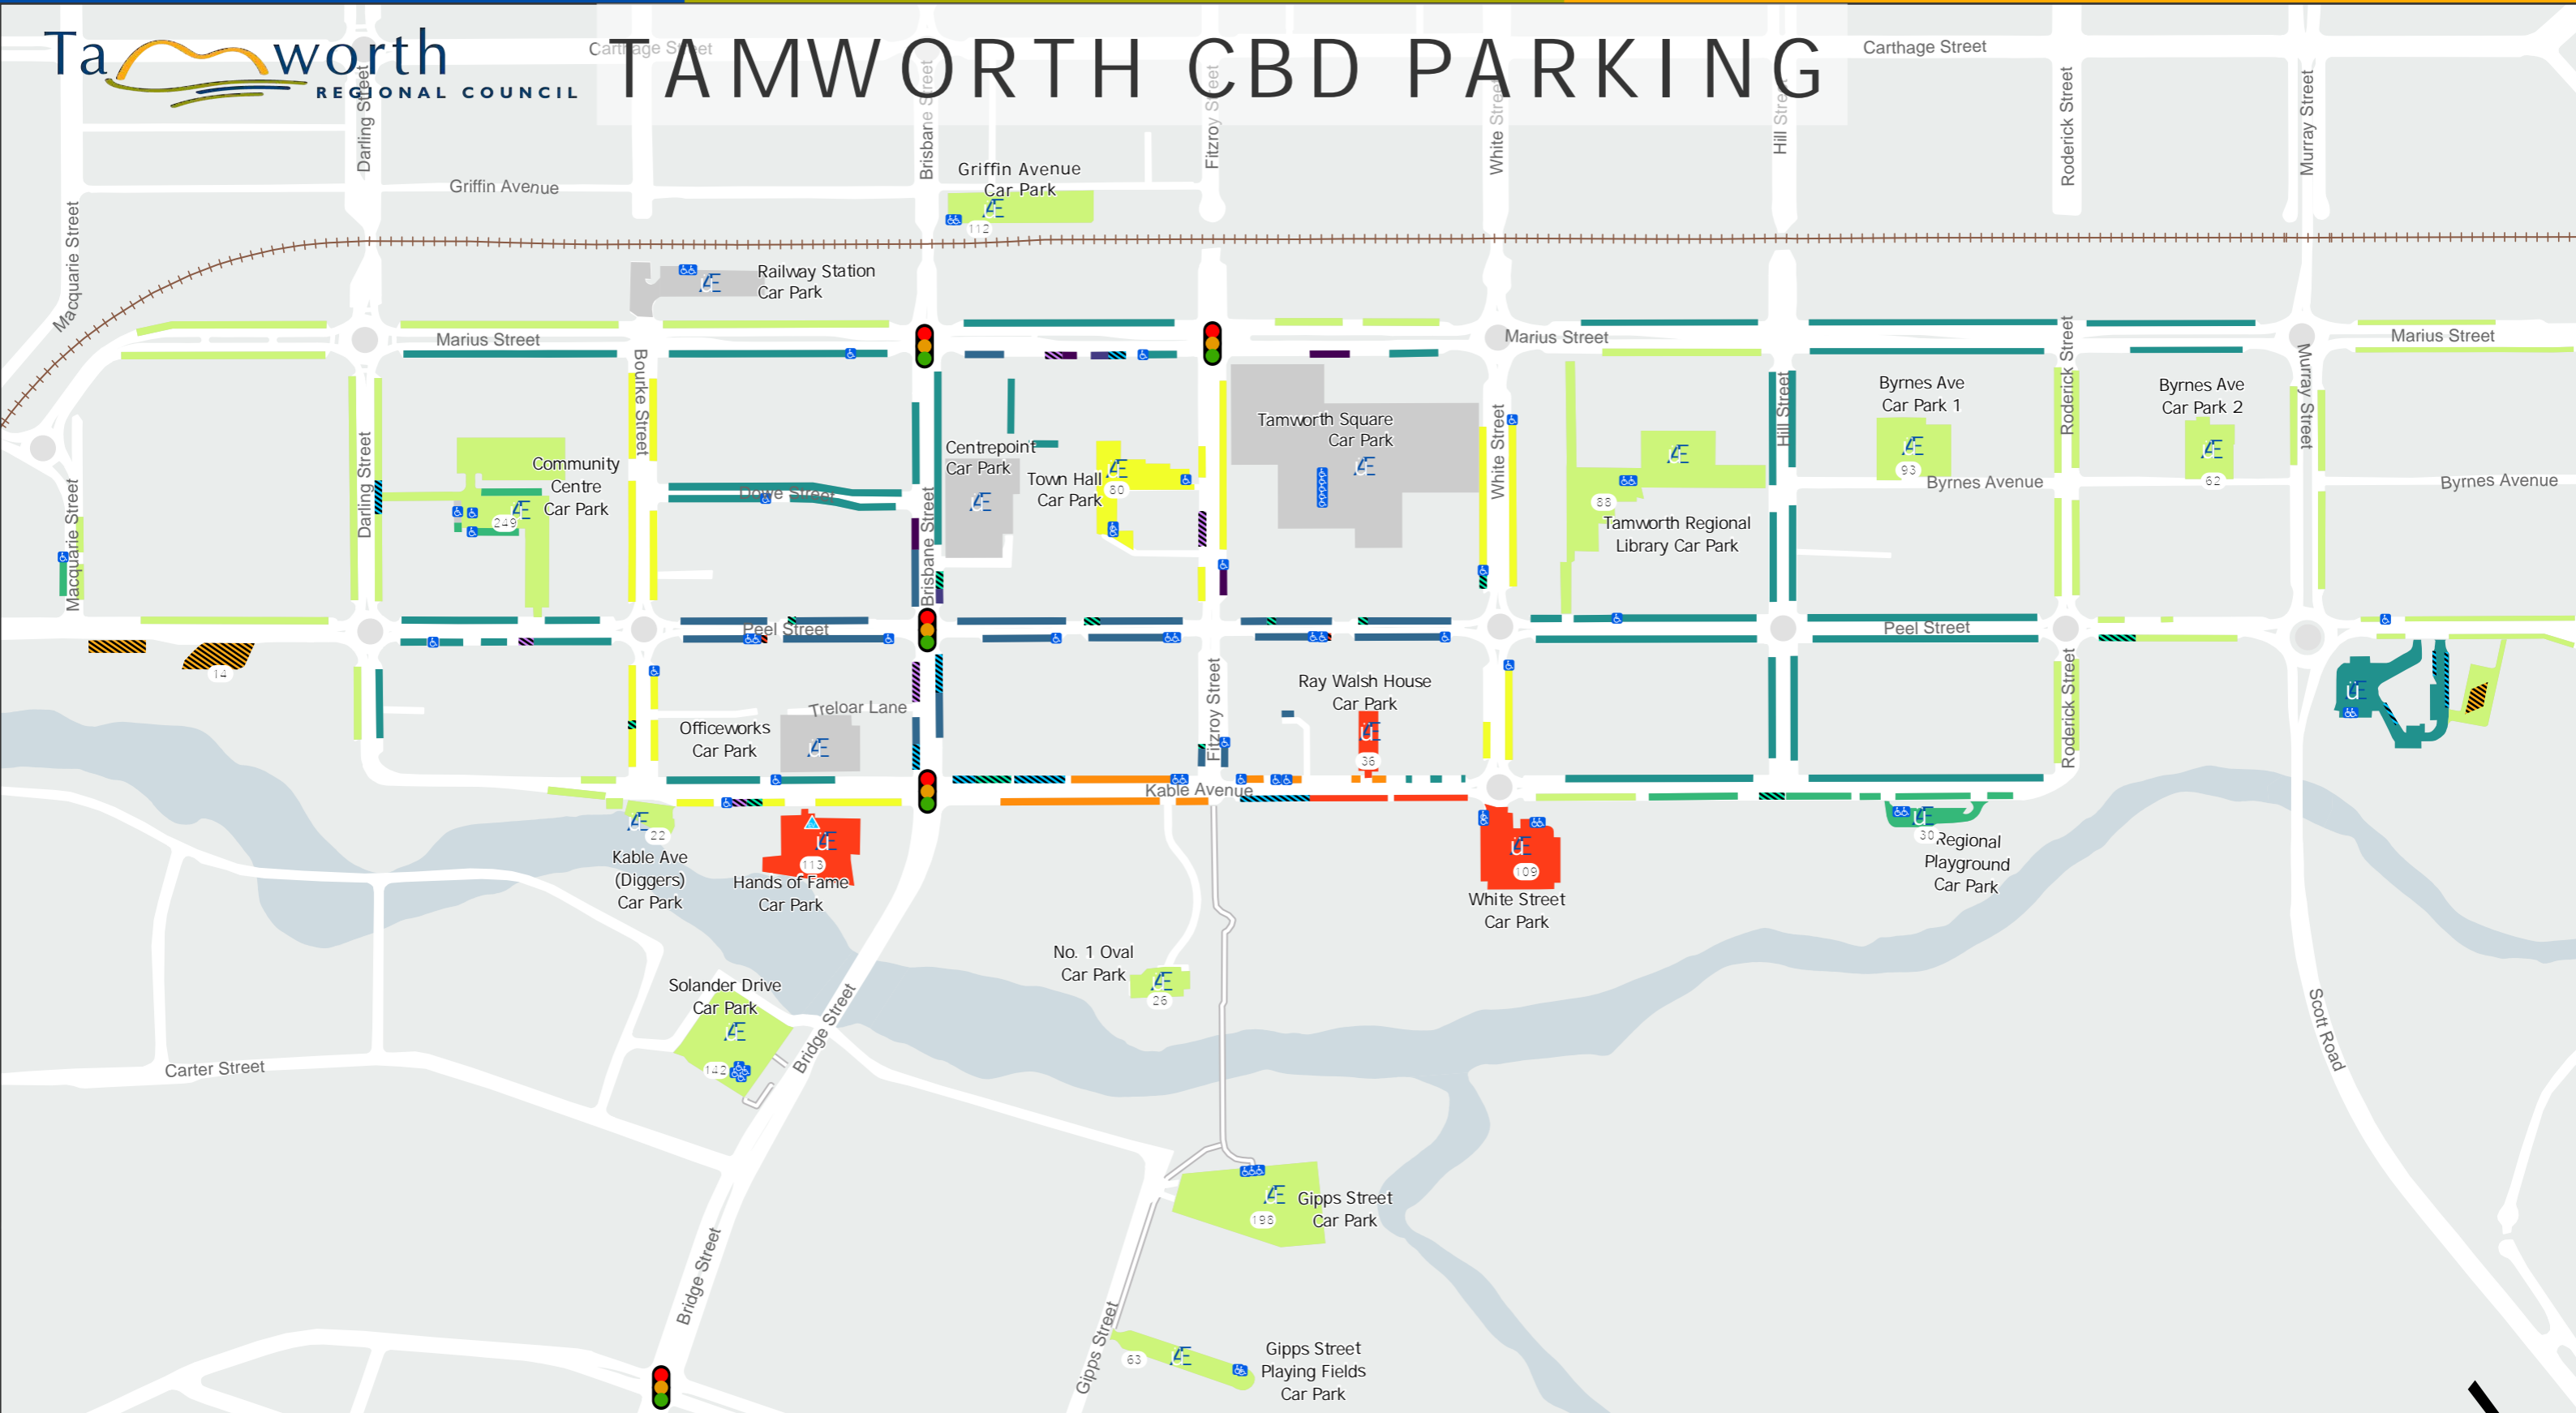 Tamworth
REGIONAL COUNCIL
TAMWORTH CBD PARKING
Carthage Street
Carthage Street
Darling Street
Brisbane Street
Fitzroy Street
White Street
Hill Street
Roderick Street
Murray Street
Griffin Avenue
Griffin Avenue
Car Park
112
Macquarie Street
Railway Station
Car Park
Marius Street
Marius Street
Marius Street
Bourke Street
Roderick Street
Murray Street
Hill Street
White Street
Darling Street
Brisbane Street
Macquarie Street
Community
Centre
Car Park
249
Dowe Street
Centrepoint
Car Park
Town Hall
Car Park
80
Tamworth Square
Car Park
88
Tamworth Regional
Library Car Park
Byrnes Ave
Car Park 1
93
Byrnes Ave
Car Park 2
62
Byrnes Avenue
Byrnes Avenue
Peel Street
Peel Street
14
Treloar Lane
Officeworks
Car Park
Fitzroy Street
Ray Walsh House
Car Park
ü
36
Roderick Street
ü
Kable Avenue
22
Kable Ave
(Diggers)
Car Park
ü
113
Hands of Fame
Car Park
ü
109
White Street
Car Park
ü
30
Regional
Playground
Car Park
No. 1 Oval
Car Park
26
Solander Drive
Car Park
142
Bridge Street
Carter Street
Scott Road
Gipps Street
Car Park
198
Bridge Street
Gipps Street
63
Gipps Street
Playing Fields
Car Park